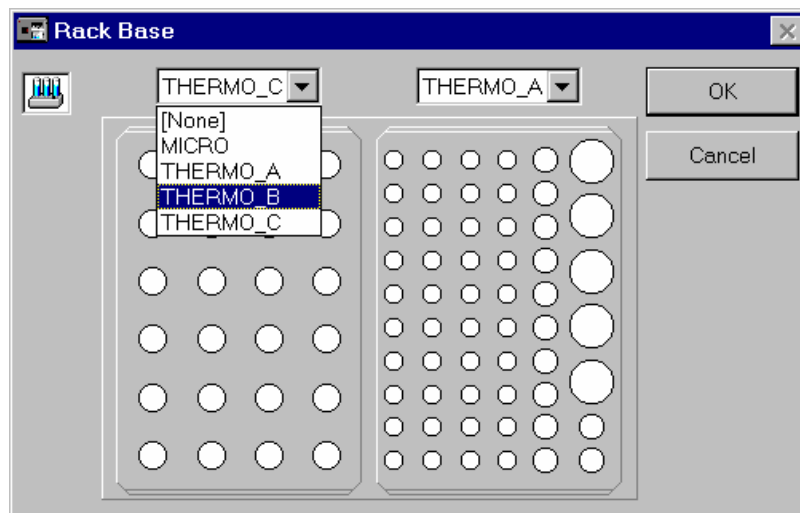 Rack Base
THERMO_C
THERMO_A
OK
[None]
MICRO
THERMO_A
THERMO_B
THERMO_C
Cancel